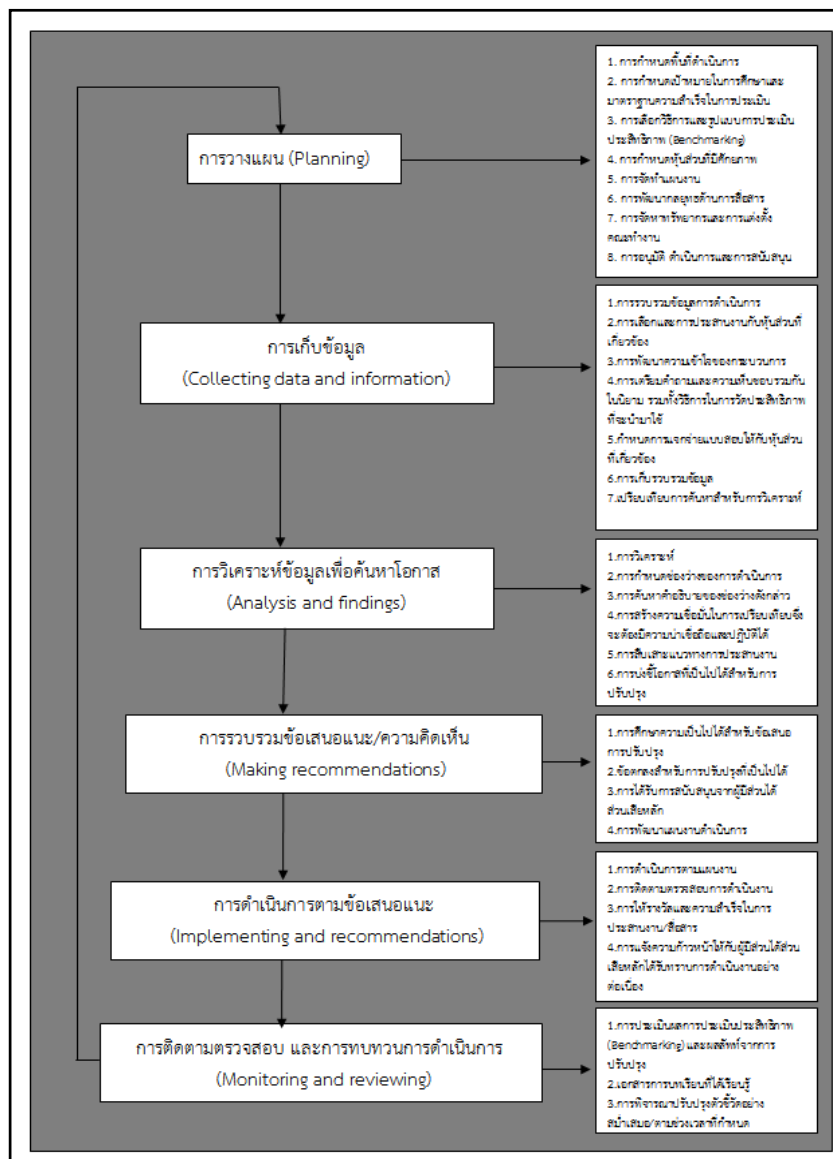 การวางแผน (Planning)
1. การกำหนดพื้นที่ดำเนินการ
2. การกำหนดเป้าหมายในการศึกษาและ
มาตราฐานความสำเร็จในการประเมิน
3. การเลือกวิธีการและรูปแบบการประเมิน
ประสิทธิภาพ (Benchmarking)
4. การกำหนดหุ้นส่วนที่มีศักยภาพ
5. การจัดทำแผนงาน
6. การพัฒนากลยุทธด้านการสื่อสาร
7. การจัดหาทรัพยากรและการแต่งตั้ง
คณะทำงาน
8. การอนุมัติ ดำเนินการและการสนับสนุน
การเก็บข้อมูล
(Collecting data and information)
1.การรวบรวมข้อมูลการดำเนินการ
2.การเลือกและการประสานงานกับหุ้นส่วนที่
เกี่ยวข้อง
3.การพัฒนาความเข้าใจของกระบวนการ
4.การเตรียมคำถามและความเห็นชอบรวมกัน
ในนิยาม รวมทั้งวิธีการในการวัดประสิทธิภาพ
ที่จะนำมาใช้
5.กำหนดการแจกจ่ายแบบสอบให้กับหุ้นส่วน
ที่เกี่ยวข้อง
6.การเก็บรวบรวมข้อมูล
7.เปรียบเทียบการค้นหาสำหรับการวิเคราะห์
การวิเคราะห์ข้อมูลเพื่อค้นหาโอกาส
(Analysis and findings)
1.การวิเคราะห์
2.การกำหนดช่องว่างของการดำเนินการ
3.การค้นหาคำอธิบายของช่องว่างดังกล่าว
4.การสร้างความเชื่อมั่นในการเปรียบเทียบซึ่ง
จะต้องมีความน่าเชื่อถือและปฏิบัติได้
5.การสืบเสาะแนวทางการประสานงาน
6.การบ่งชี้โอกาสที่เป็นไปได้สำหรับการ
ปรับปรุง
การรวบรวมข้อเสนอแนะ/ความคิดเห็น
(Making recommendations)
1.การศึกษาความเป็นไปได้สำหรับข้อเสนอ
การปรับปรุง
2.ข้อตกลงสำหรับการปรับปรุงที่เป็นไปได้
3.การได้รับการสนับสนุนจากผู้มีส่วนได้
ส่วนเสียหลัก
4.การพัฒนาแผนงานดำเนินการ
การดำเนินการตามข้อเสนอแนะ
(Implementing and recommendations)
1.การดำเนินการตามแผนงาน
2.การติดตามตรวจสอบการดำเนินงาน
3.การให้รางวัลและความสำเร็จในการ
ประสานงาน/สื่อสาร
4.การแจ้งความก้าวหน้าให้กับผู้มีส่วนได้ส่วน
เสียหลักได้รับทราบการดำเนินงานอย่าง
ต่อเนื่อง
การติดตามตรวจสอบ และการทบทวนการดำเนินการ
(Monitoring and reviewing)
1.การประเมินผลการประเมินประสิทธิภาพ
(Benchmarking) และผลลัพท์จากการ
ปรับปรุง
2.เอกสารการบทเรียนที่ได้เรียนรู้
3.การพิจารณาปรับปรุงตัวชี้วัดอย่าง
สม่ำเสมอ/ตามช่วงเวลาที่กำหนด